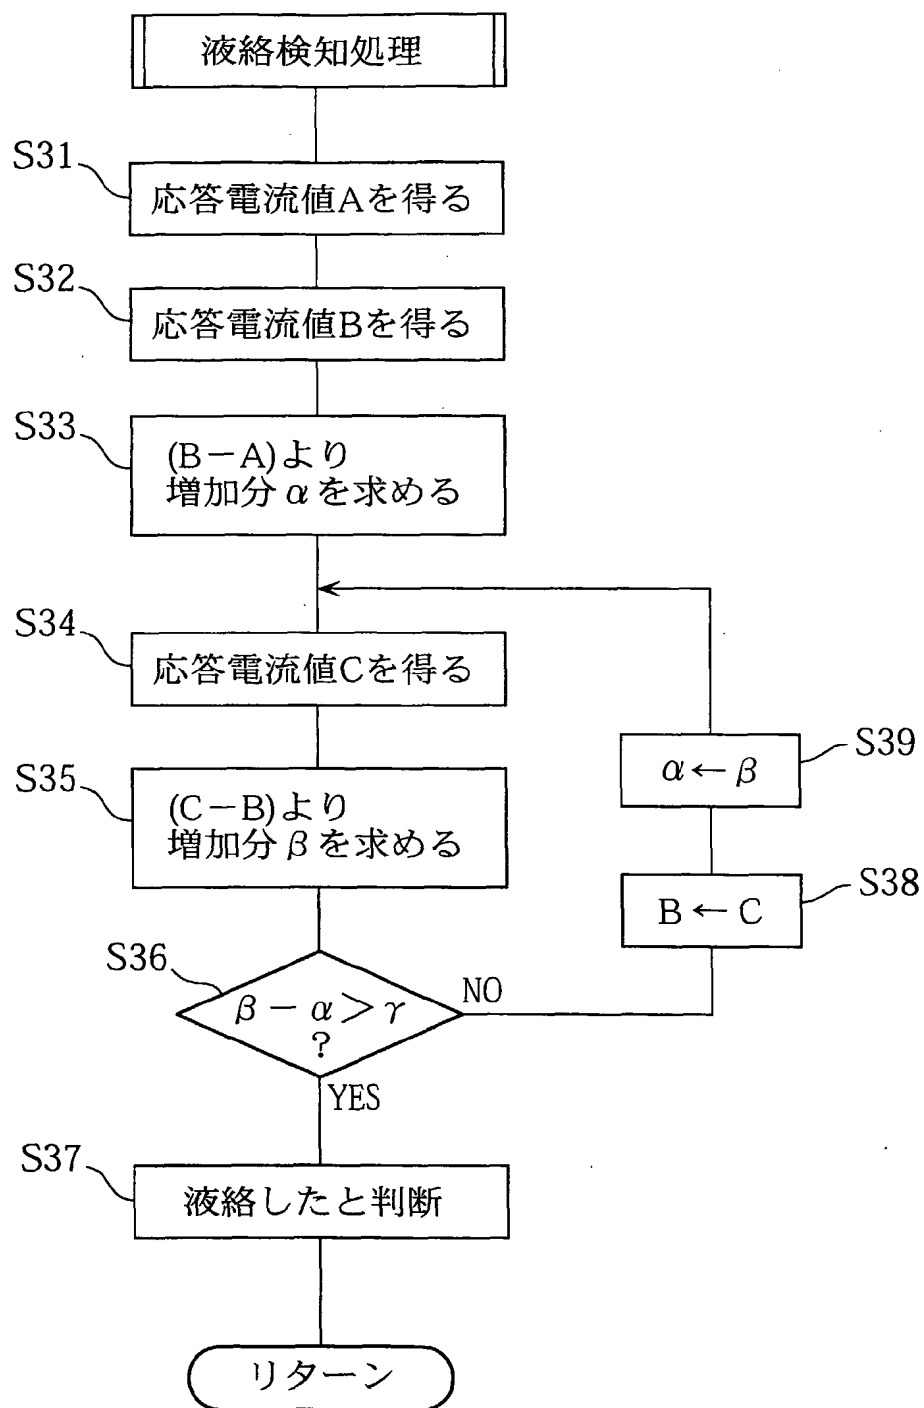 液絡検知処理
S31
応答電流値Aを得る
S32
応答電流値Bを得る
S33
(B－A)より
増加分αを求める
S34
応答電流値Cを得る
S35
(C－B)より
増加分βを求める
S36
β－α＞γ
?
NO
YES
S37
液絡したと判断
リターン
S39
α←β
S38
B←C